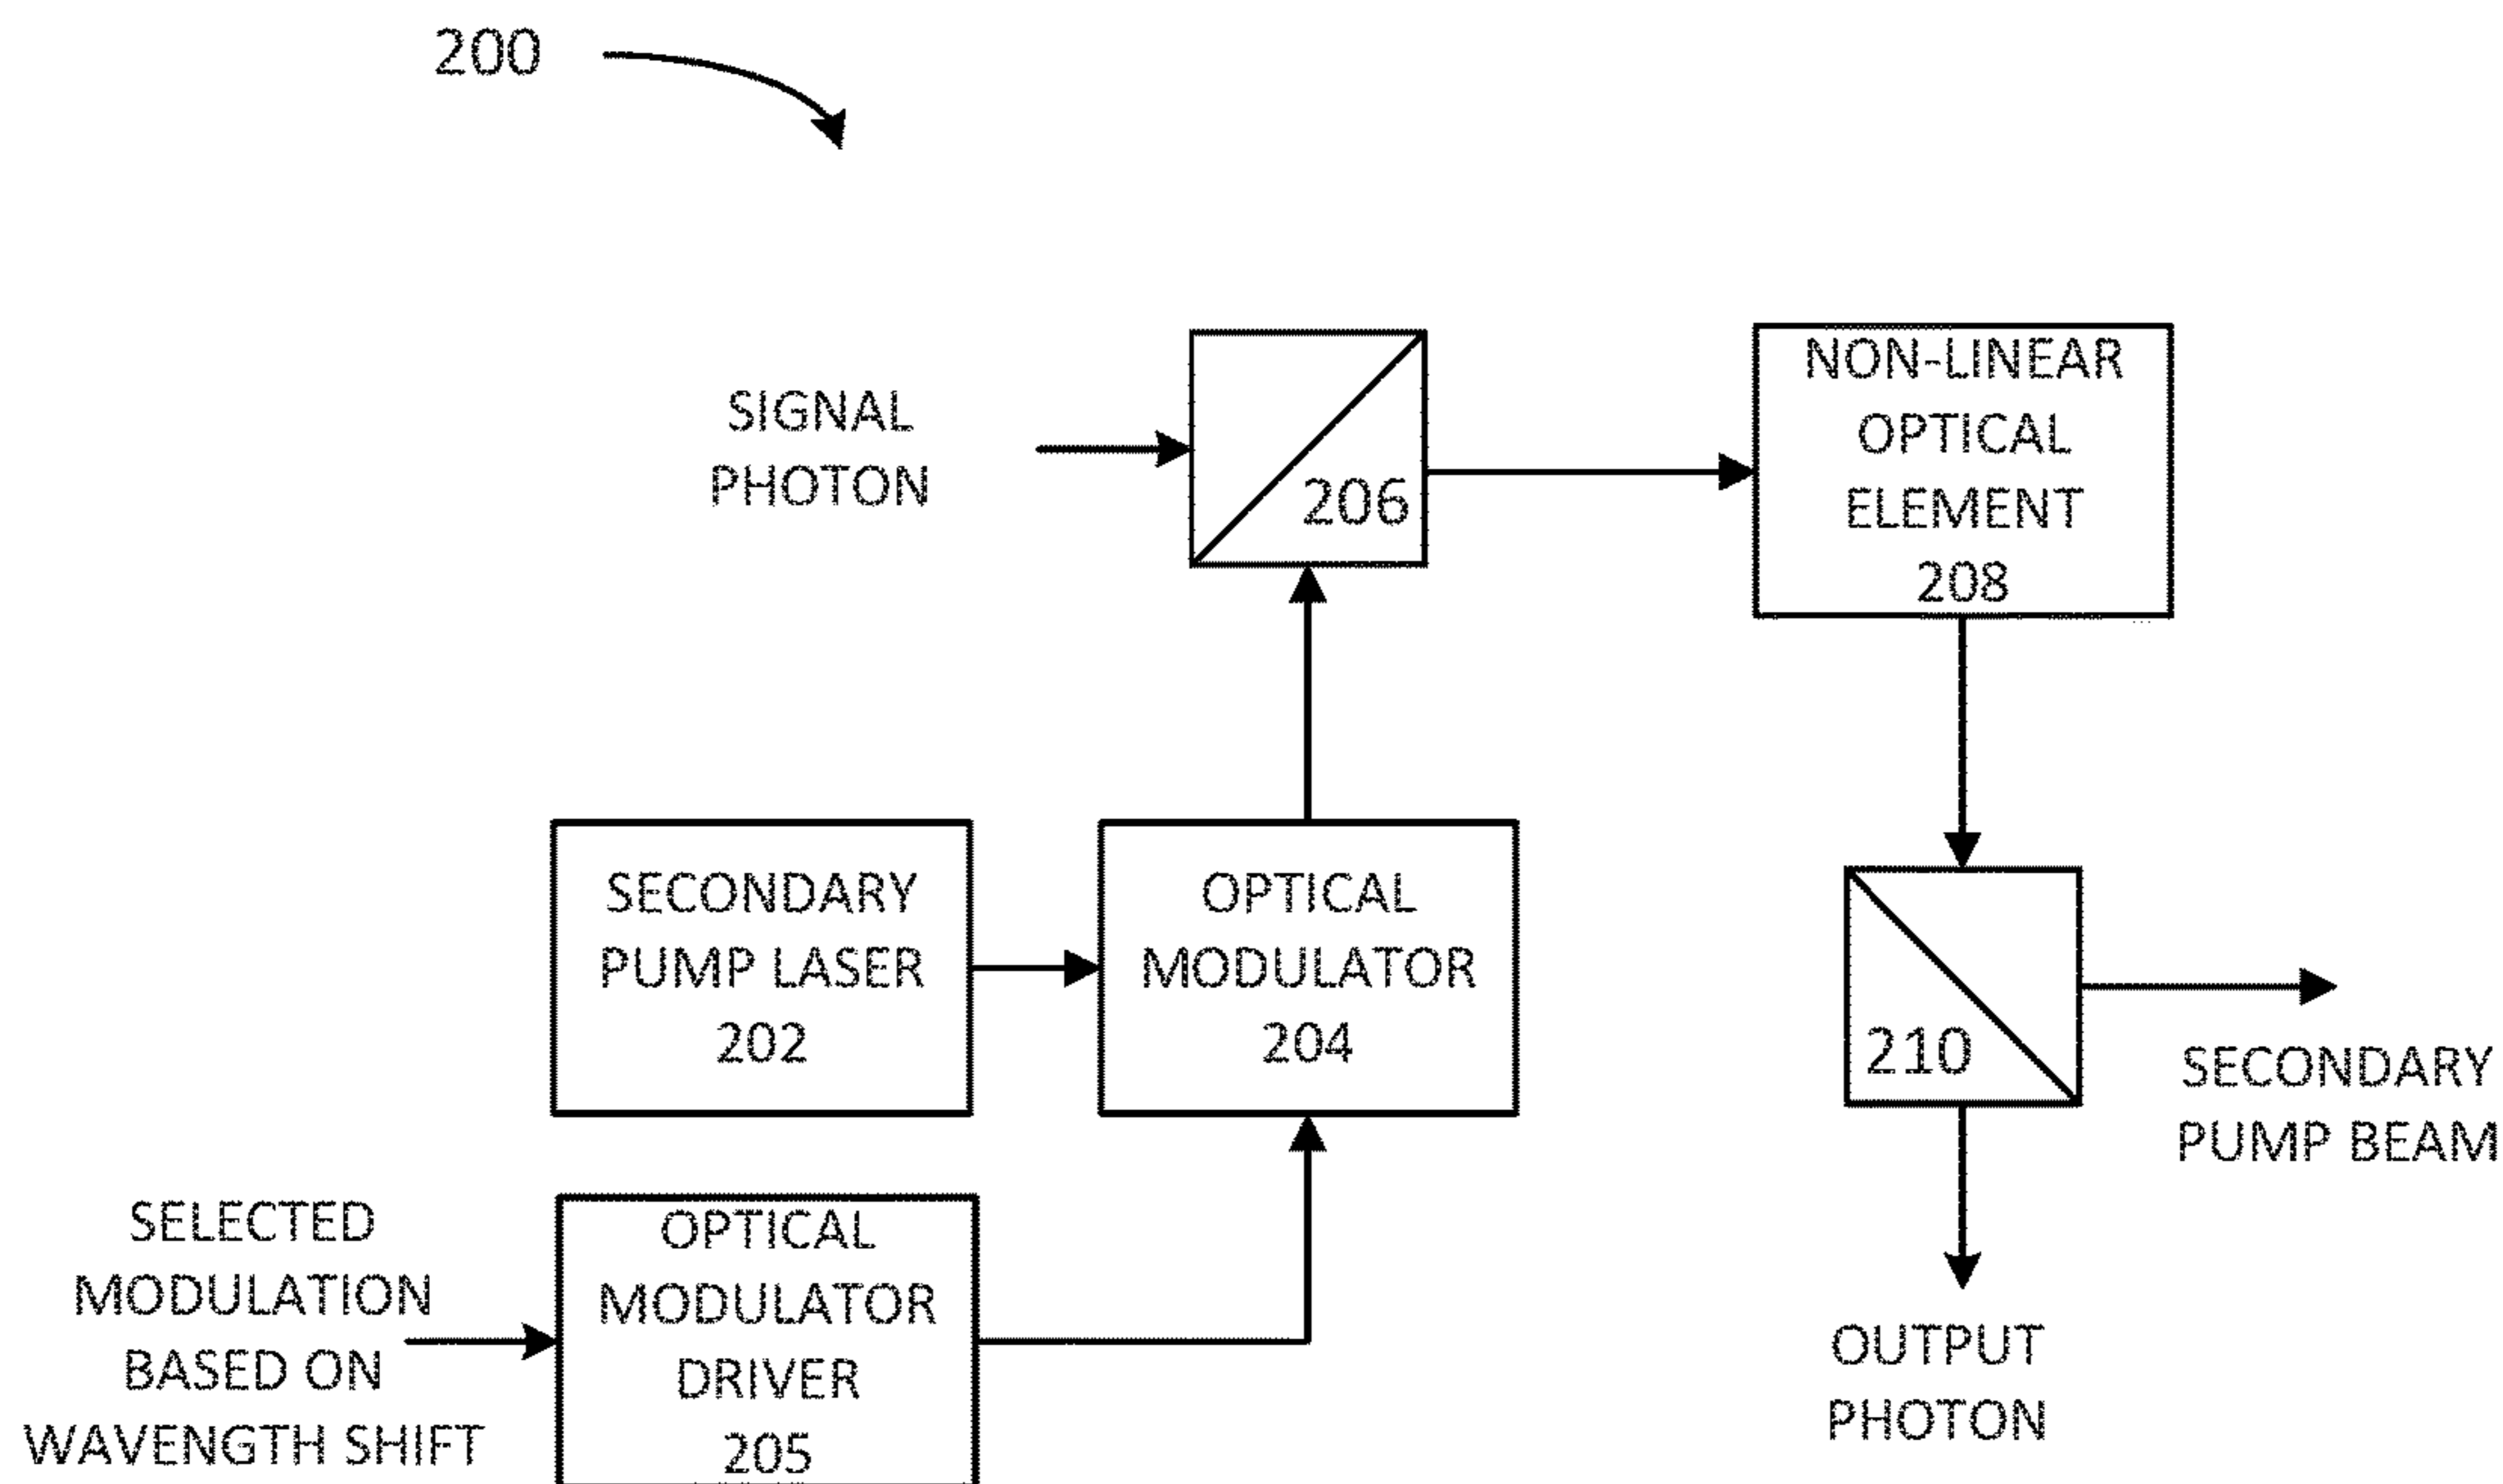 200
SIGNAL
PHOTON
206
NON-LINEAR
OPTICAL
ELEMENT
208
SECONDARY
PUMP LASER
202
OPTICAL
MODULATOR
204
210
SECONDARY
PUMP BEAM
SELECTED
MODULATION
BASED ON
WAVENGTH SHIFT
OPTICAL
MODULATOR
DRIVER
205
OUTPUT
PHOTON